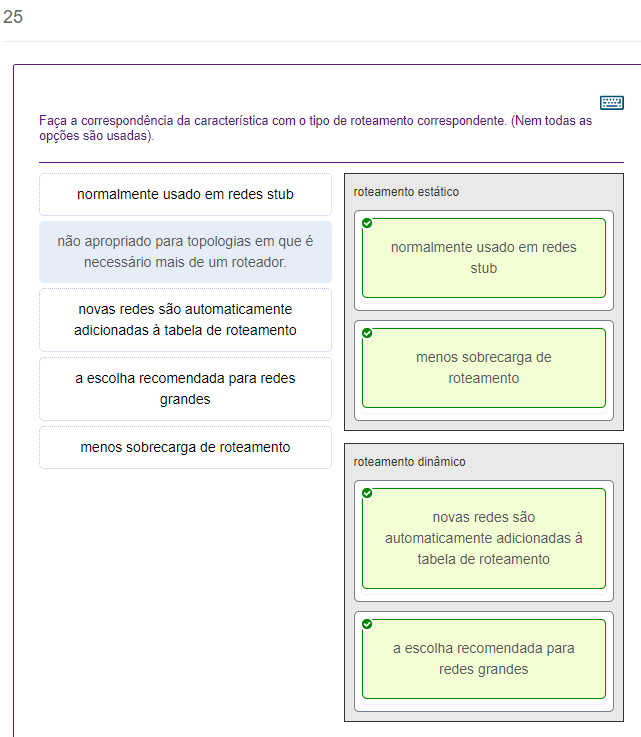 25
Faça a correspondência da característica com o tipo de roteamento correspondente. (Nem todas as
opções são usadas).
normalmente usado em redes stub
não apropriado para topologias em que é
necessário mais de um roteador.
novas redes são automaticamente
adicionadas à tabela de roteamento
a escolha recomendada para redes
grandes
menos sobrecarga de roteamento
roteamento estático
normalmente usado em redes
stub
menos sobrecarga de
roteamento
roteamento dinâmico
novas redes são
automaticamente adicionadas à
tabela de roteamento
a escolha recomendada para
redes grandes